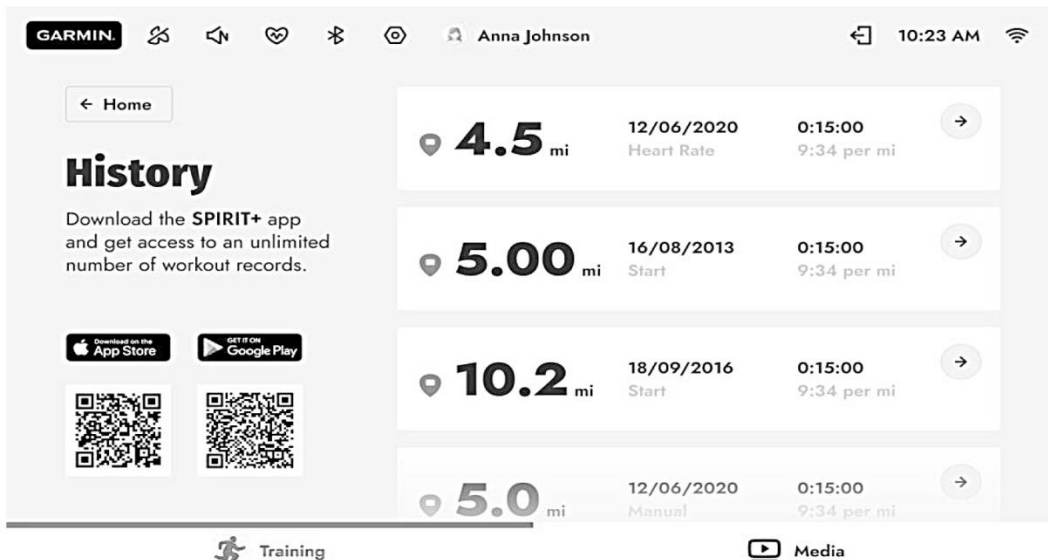 GARMIN. Anna Johnson 10:23 AM
← Home
History
Download the SPIRIT+ app
and get access to an unlimited
number of workout records.
Download on the
App Store
GET IT ON
Google Play
4.5 mi
12/06/2020
Heart Rate
0:15:00
9:34 per mi
5.00 mi
16/08/2013
Start
0:15:00
9:34 per mi
10.2 mi
18/09/2016
Start
0:15:00
9:34 per mi
5.0 mi
12/06/2020
Manual
0:15:00
9:34 per mi
Training
Media